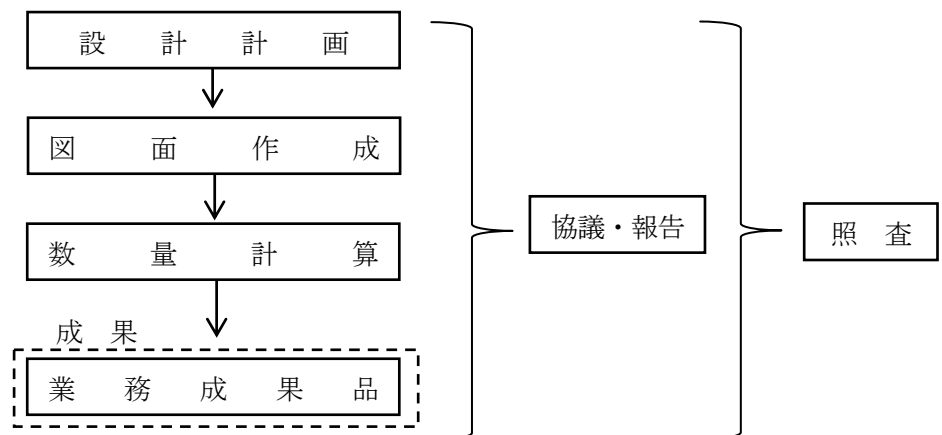 設計計画
図面作成
数量計算
成果
業務成果品
協議・報告
照査